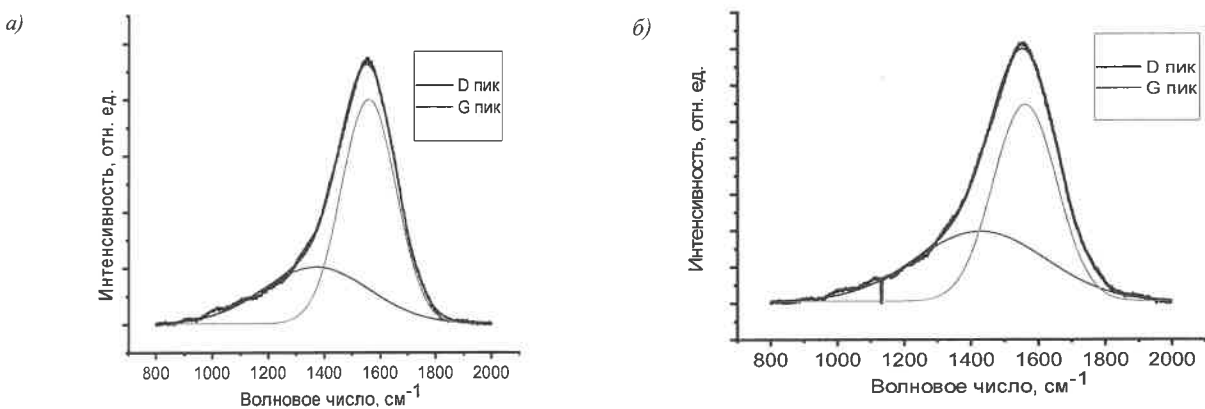 а)
D пик
G пик
Интенсивность, отн. ед.
800 1000 1200 1400 1600 1800 2000
Волновое число, см⁻¹
б)
D пик
G пик
Интенсивность, отн. ед.
800 1000 1200 1400 1600 1800 2000
Волновое число, см⁻¹